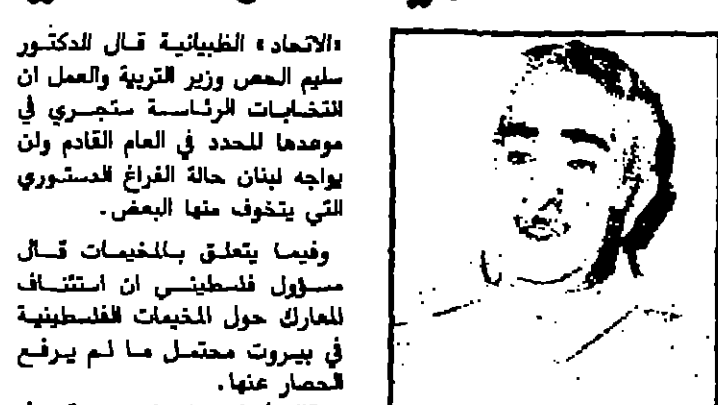 «الاتحاد» الظبيانية قال الدكتور
سليم الحص وزير التربية والعمل ان
انتخابات الرئاسة ستجري في
موعدها المحدد في العام القادم ولن
يواجه لبنان حالة الفراغ الدستوري
التي يتخوف منها البعض.
وفيما يتعلق بالمخيمات قال
مسؤول فلسطيني ان استئناف
المعارك حول المخيمات الفلسطينية
في بيروت محتمل ما لم يرفع
الحصار عنها.